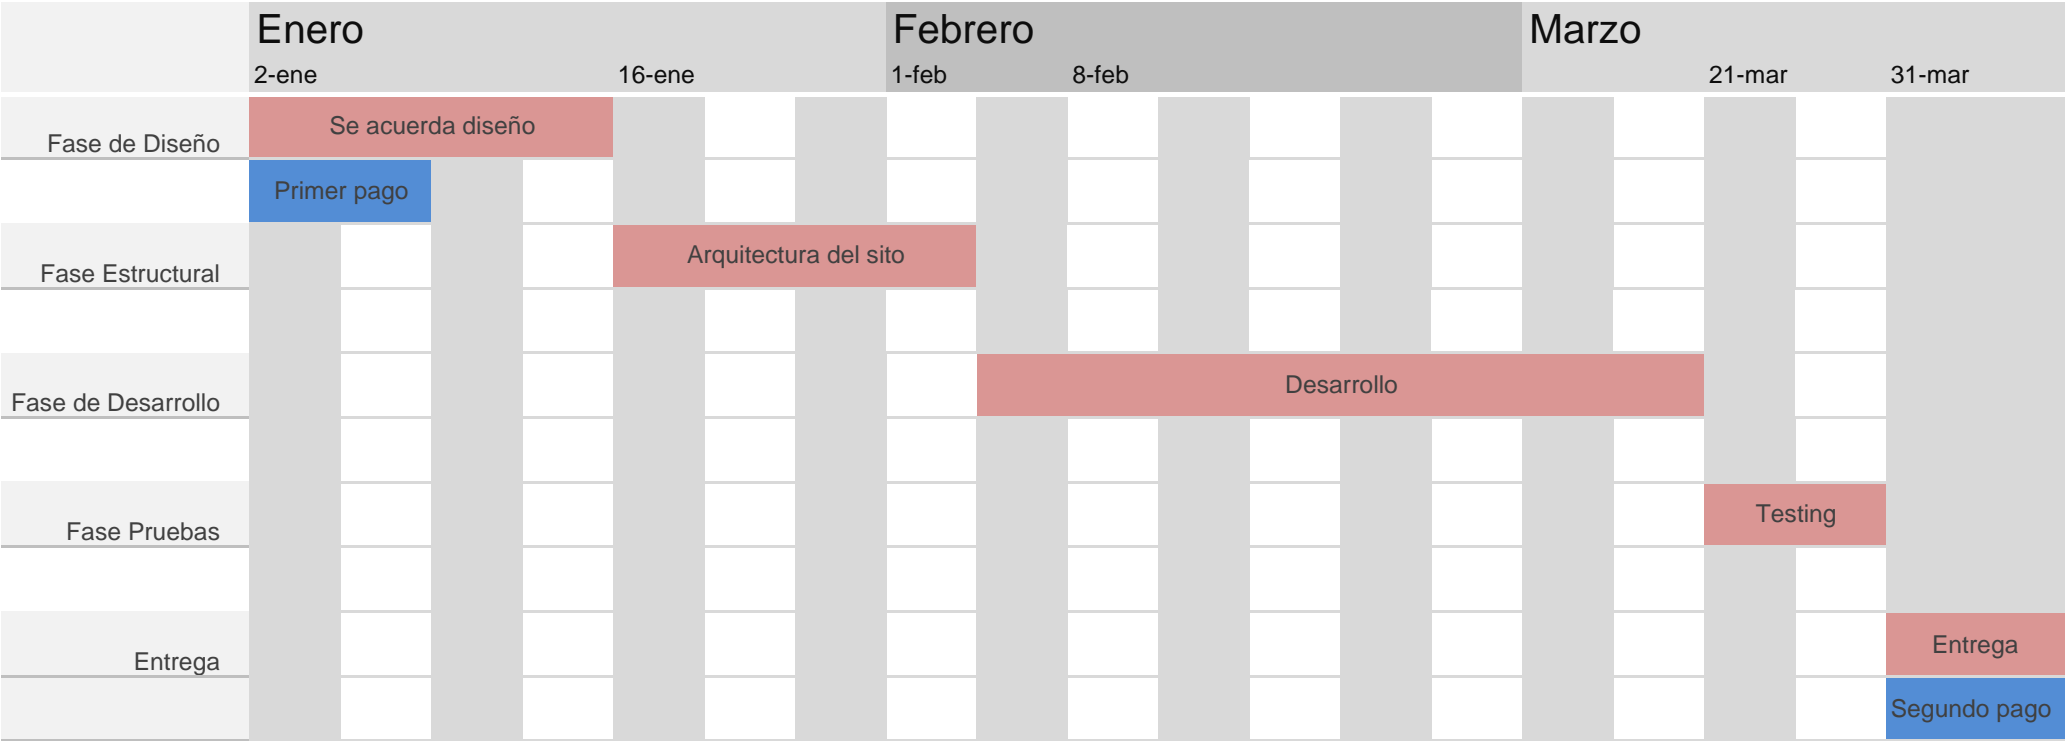 Enero Febrero Marzo
2-ene 16-ene 1-feb 8-feb 21-mar 31-mar
Fase de Diseño Se acuerda diseño
Primer pago
Fase Estructural Arquitectura del sito
Fase de Desarrollo Desarrollo
Fase Pruebas Testing
Entrega Entrega
Segundo pago